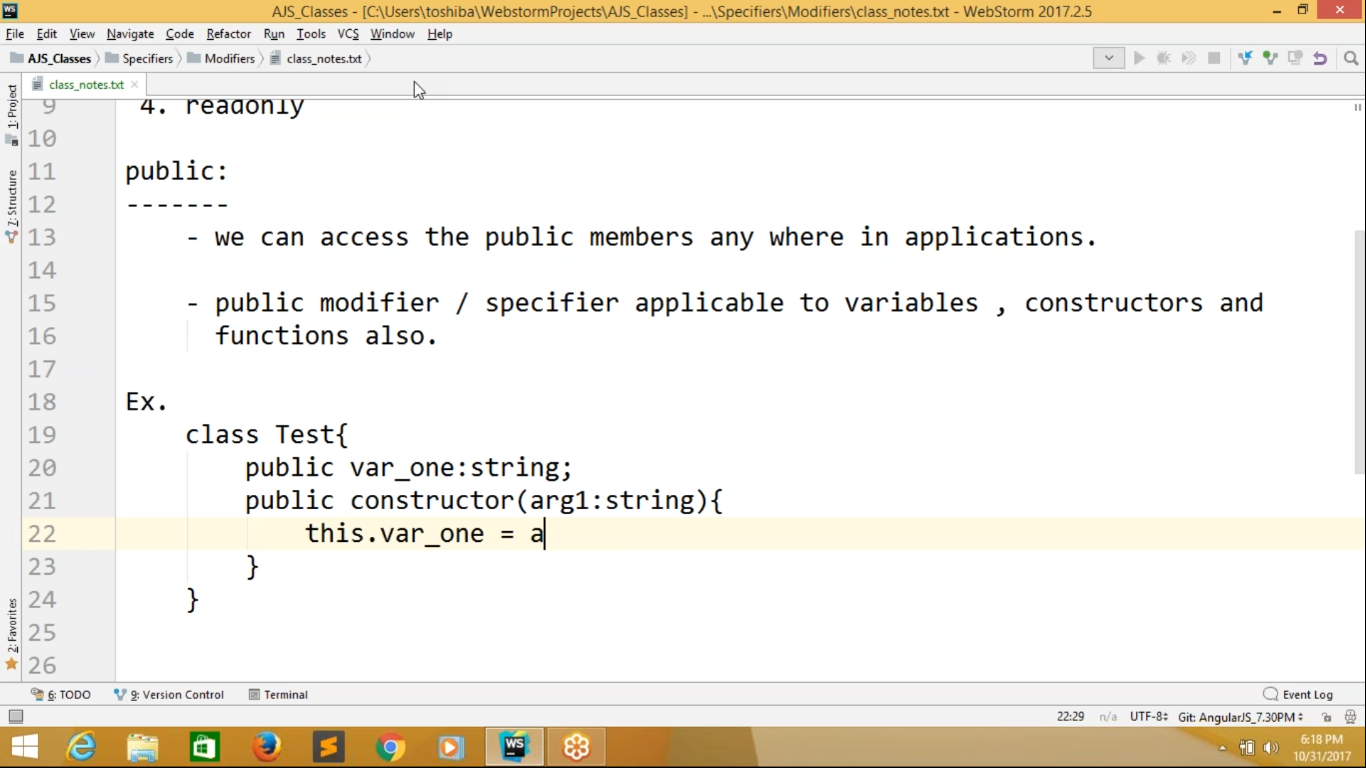 WS
AJS_Classes - [C:\Users\toshiba\WebstormProjects\AJS_Classes] - ...\Specifiers\Modifiers\class_notes.txt - WebStorm 2017.2.5
File Edit View Navigate Code Refactor Run Tools VCS Window Help
AJS_Classes Specifiers Modifiers class_notes.txt
class_notes.txt
1: Project
7: Structure
2: Favorites
9 4. readonly
10
11 public:
12 -------
13 - we can access the public members any where in applications.
14
15 - public modifier / specifier applicable to variables , constructors and
16 functions also.
17
18 Ex.
19 class Test{
20 public var_one:string;
21 public constructor(arg1:string){
22 this.var_one = a
23 }
24 }
25
26
6: TODO 9: Version Control Terminal Event Log
22:29 n/a UTF-8 Git: AngularJS_7.30PM
WS
6:18 PM
10/31/2017